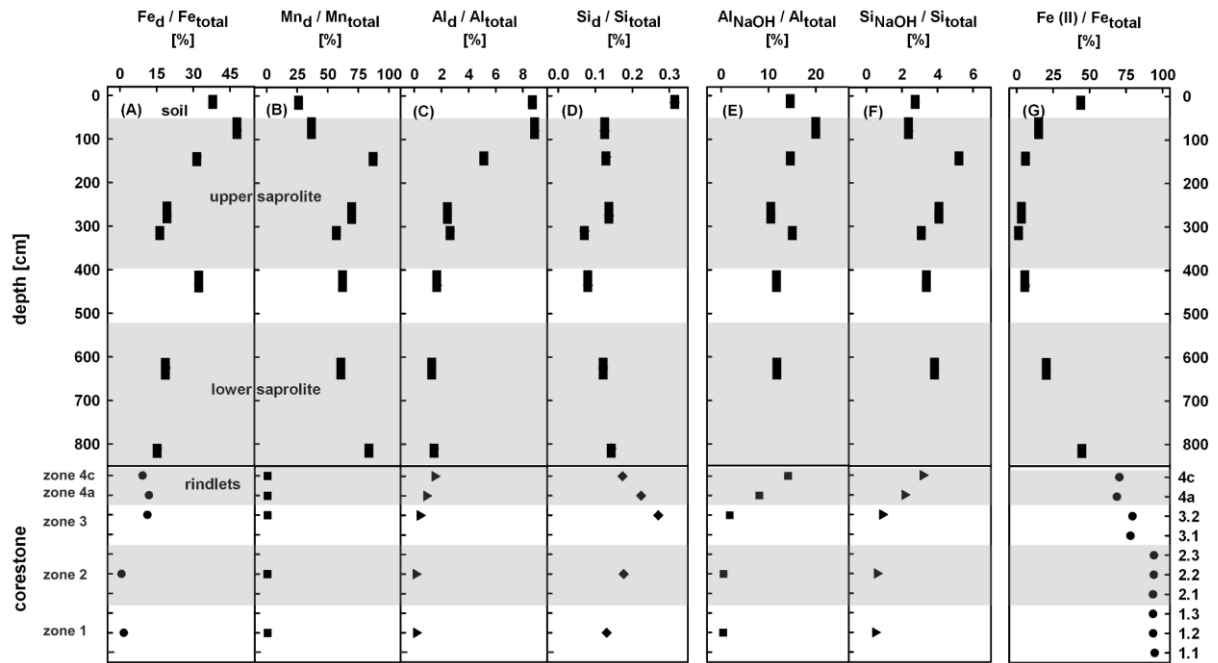 Fe_d / Fe_total Mn_d / Mn_total Al_d / Al_total Si_d / Si_total Al_NaOH / Al_total Si_NaOH / Si_total Fe (II) / Fe_total
[%] [%] [%] [%] [%] [%] [%]
0 15 30 45 0 25 50 75 100 0 2 4 6 8 0.0 0.1 0.2 0.3 0 10 20 0 2 4 6 0 25 50 75 100
0 (A) soil (B) (C) (D) (E) (F) (G) 0
100 100
200 upper saprolite 200
300 300
400 400
depth [cm]
500 500
600 600
700 lower saprolite 700
800 800
zone 4c rindlets 4c
zone 4a 4a
zone 3 3.2
3.1
corestone
2.3
zone 2 2.2
2.1
1.3
zone 1 1.2
1.1